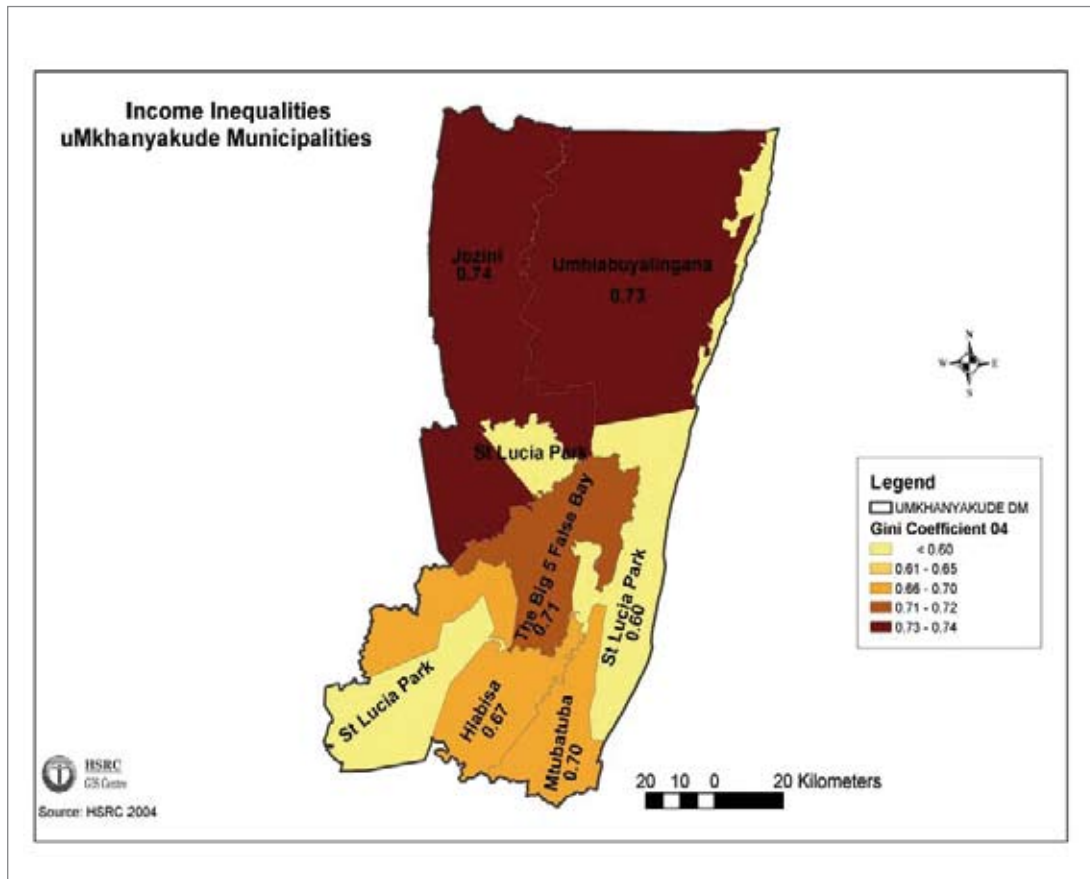 Income Inequalities
uMkhanyakude Municipalities
Jozini
0.74
Umhlabuyalingana
0.73
N
W
E
S
St Lucia Park
The Big 5 False Bay
0.71
St Lucia Park
0.60
St Lucia Park
Hlabisa
0.67
Mtubatuba
0.70
Legend
UMKHANYAKUDE DM
Gini Coefficient 04
< 0.60
0.61 - 0.65
0.66 - 0.70
0.71 - 0.72
0.73 - 0.74
20 10 0 20 Kilometers
HSRC
GIS Centre
Source: HSRC 2004